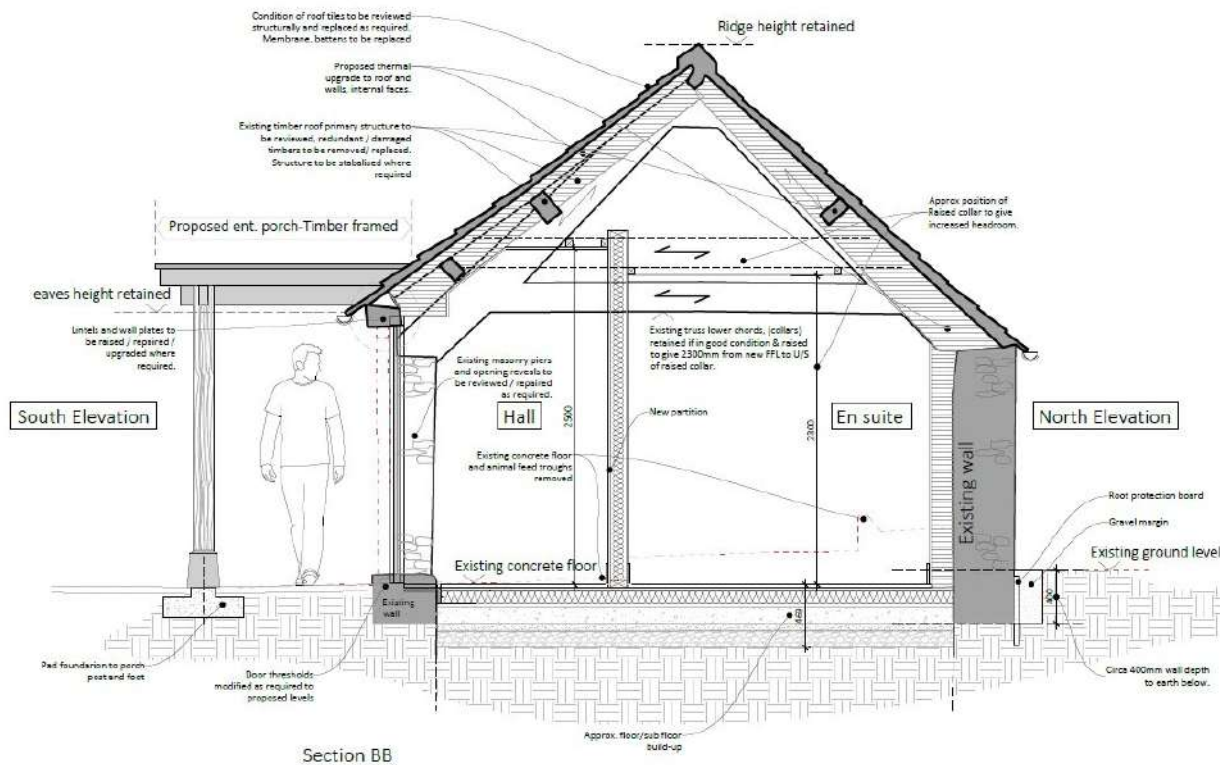 Condition of roof tiles to be reviewed
structurally and replaced as required.
Membrane, battens to be replaced
Ridge height retained
Proposed thermal
upgrade to roof and
walls, internal faces.
Existing timber roof primary structure to
be reviewed, redundant / damaged
timbers to be removed/ replaced.
Structure to be stabalised where
required
Approx position of
Raised collar to give
increased headroom.
Proposed ent. porch-Timber framed
eaves height retained
Lintels and wall plates to
be raised / repaired /
upgraded where
required.
Existing truss lower chords, (collars)
retained if in good condition & raised
to give 2300mm from new FFL to U/S
of raised collar.
Existing masonry piers
and opening reveals to
be reviewed / repaired
as required.
South Elevation
Hall
2500
New partition
En suite
2300
North Elevation
Existing concrete floor
and animal feed troughs
removed
Existing wall
Root protection board
Gravel margin
Existing ground level
Existing concrete floor
Existing
wall
400
Pad foundation to porch
post and foot
Door thresholds
modified as required to
proposed levels
Circa 400mm wall depth
to earth below.
Approx. floor/sub floor
build-up
Section BB